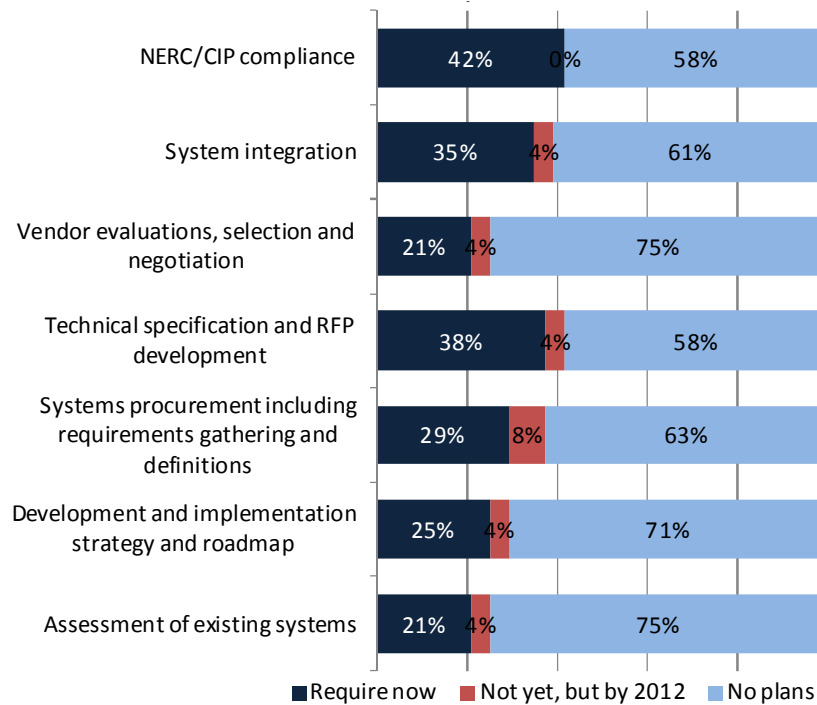 NERC/CIP compliance
42% 0% 58%
System integration
35% 4% 61%
Vendor evaluations, selection and
negotiation
21% 4% 75%
Technical specification and RFP
development
38% 4% 58%
Systems procurement including
requirements gathering and
definitions
29% 8% 63%
Development and implementation
strategy and roadmap
25% 4% 71%
Assessment of existing systems
21% 4% 75%
Require now Not yet, but by 2012 No plans